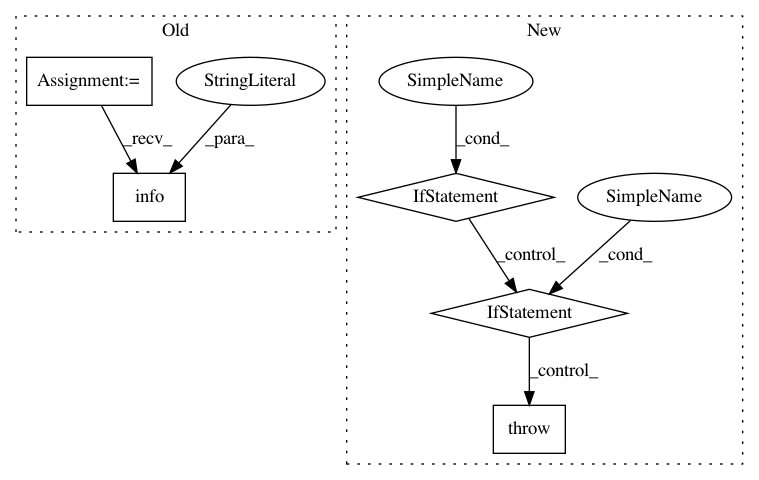 Old
New
Assignment:=
StringLiteral
SimpleName
_recv_
_para_
_cond_
info
IfStatement
SimpleName
_control_
_cond_
IfStatement
_control_
throw